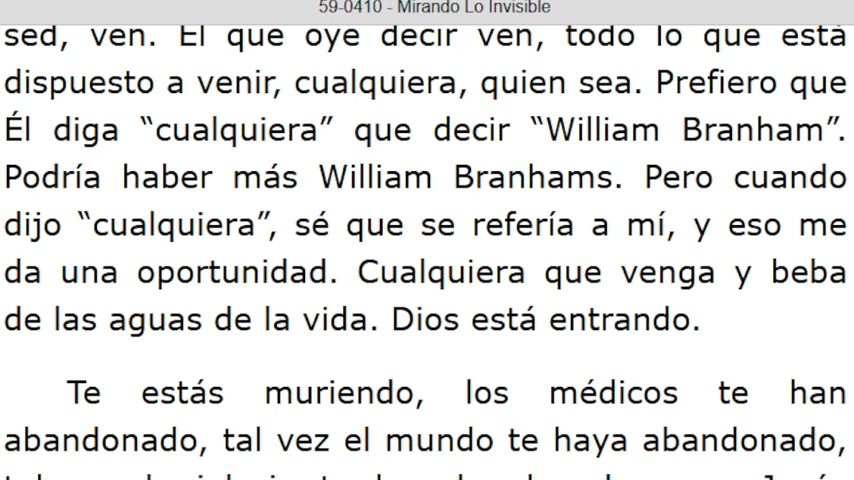 59-0410 - Mirando Lo Invisible
sed, ven. El que oye decir ven, todo lo que está
dispuesto a venir, cualquiera, quien sea. Prefiero que
Él diga “cualquiera” que decir “William Branham”.
Podría haber más William Branhams. Pero cuando
dijo “cualquiera”, sé que se refería a mí, y eso me
da una oportunidad. Cualquiera que venga y beba
de las aguas de la vida. Dios está entrando.
Te estás muriendo, los médicos te han
abandonado, tal vez el mundo te haya abandonado,